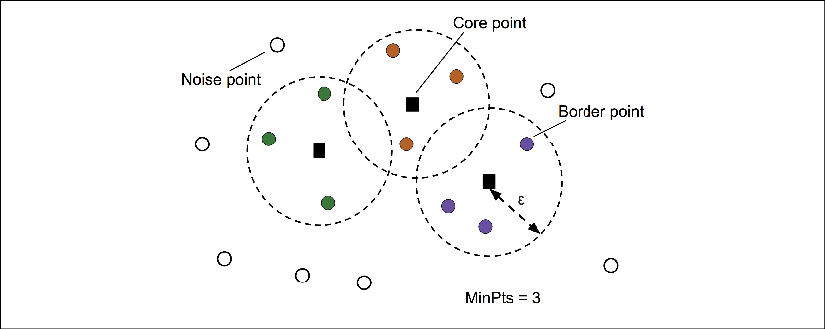 Core point
Noise point
Border point
ε
MinPts = 3